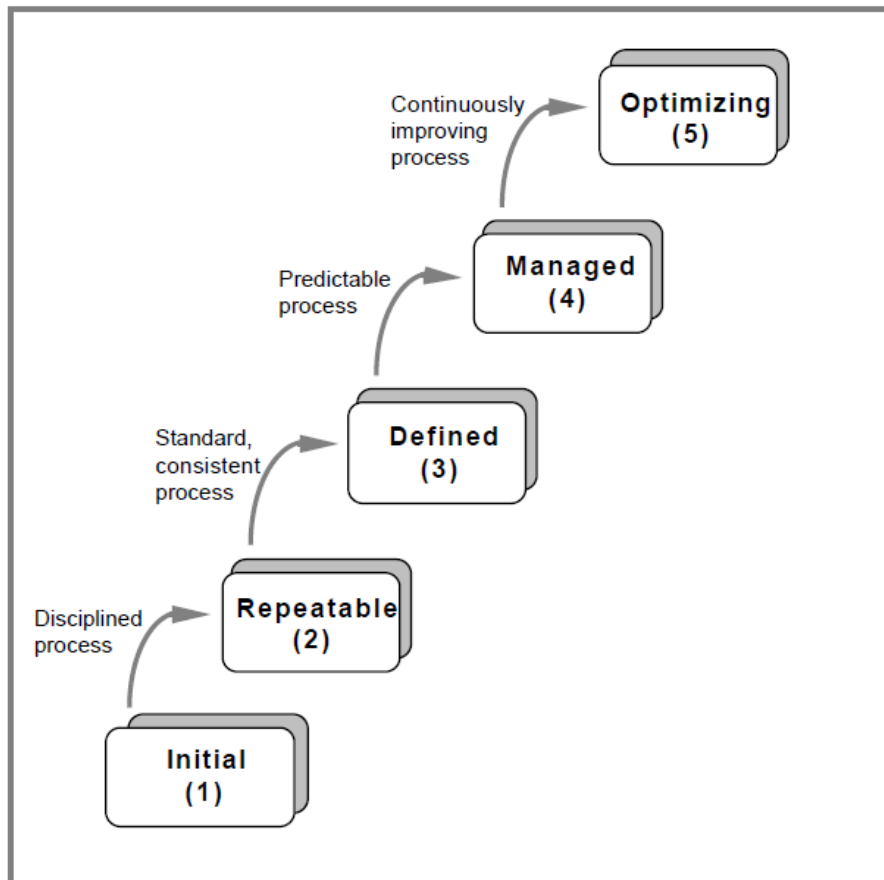 Continuously
improving
process
Optimizing
(5)
Predictable
process
Managed
(4)
Standard,
consistent
process
Defined
(3)
Disciplined
process
Repeatable
(2)
Initial
(1)